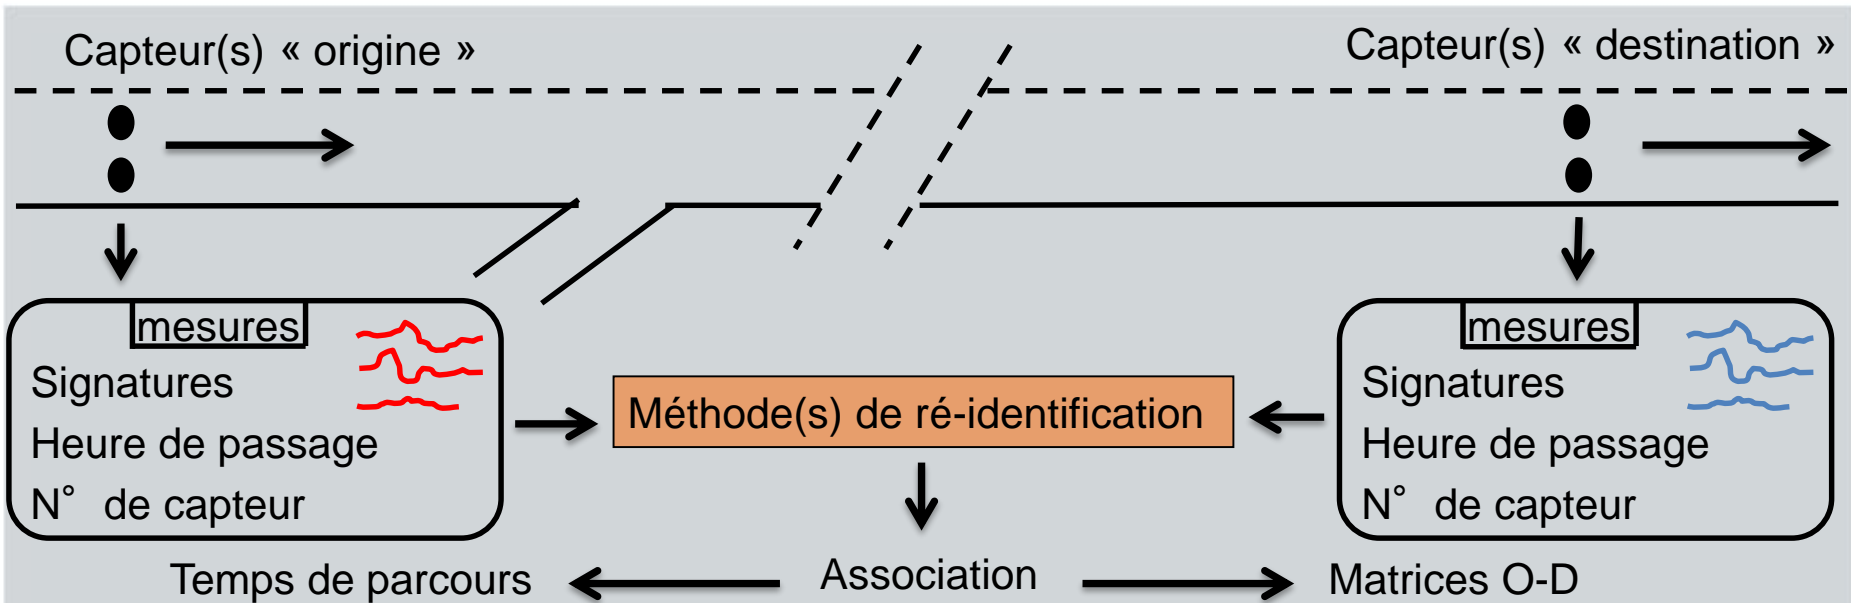 Capteur(s) « origine »
Capteur(s) « destination »
mesures
Signatures
Heure de passage
N° de capteur
Méthode(s) de ré-identification
mesures
Signatures
Heure de passage
N° de capteur
Temps de parcours
Association
Matrices O-D